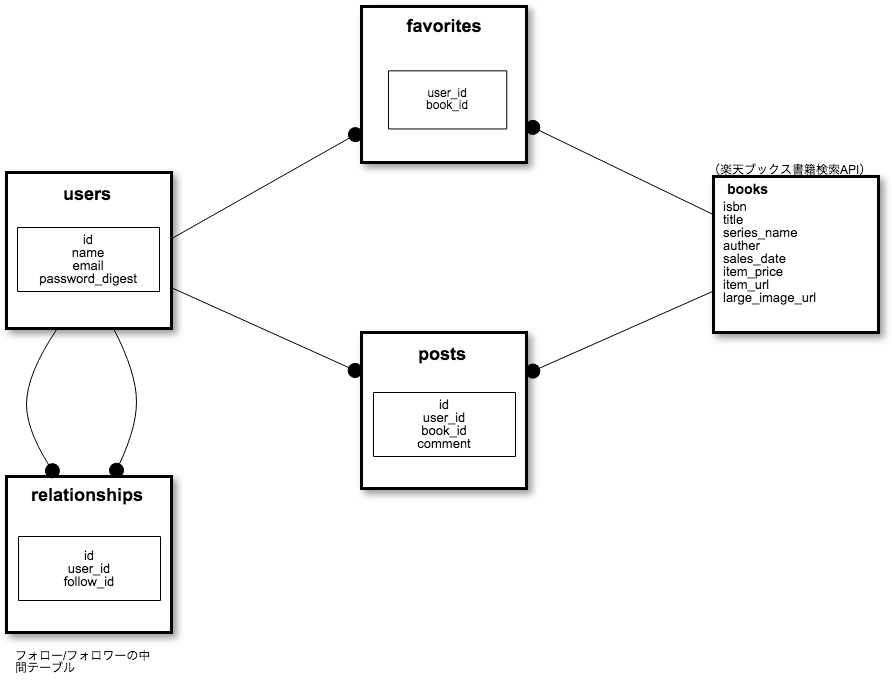 favorites
user_id
book_id
(楽天ブックス書籍検索API)
books
isbn
title
series_name
auther
sales_date
item_price
item_url
large_image_url
users
id
name
email
password_digest
posts
id
user_id
book_id
comment
relationships
id
user_id
follow_id
フォロー/フォロワーの中
間テーブル